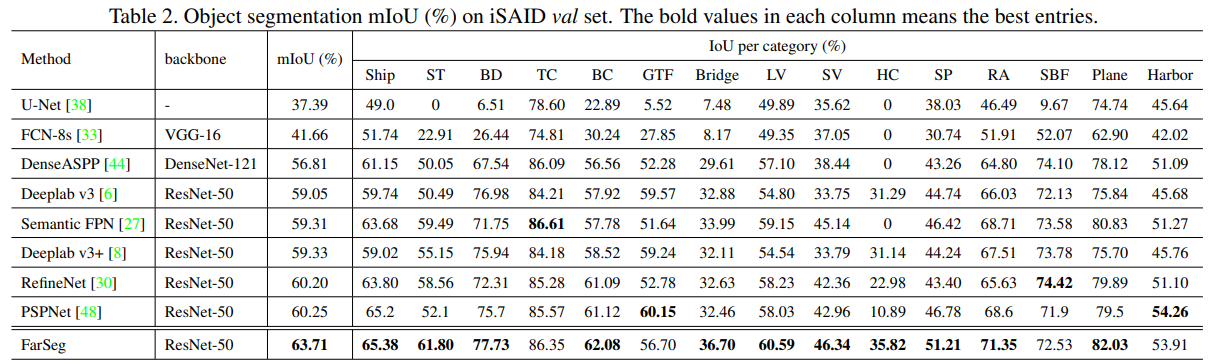 Table 2. Object segmentation mIoU (%) on iSAID val set. The bold values in each column means the best entries.
Method backbone mIoU (%) IoU per category (%)
Ship ST BD TC BC GTF Bridge LV SV HC SP RA SBF Plane Harbor
U-Net [38] - 37.39 49.0 0 6.51 78.60 22.89 5.52 7.48 49.89 35.62 0 38.03 46.49 9.67 74.74 45.64
FCN-8s [33] VGG-16 41.66 51.74 22.91 26.44 74.81 30.24 27.85 8.17 49.35 37.05 0 30.74 51.91 52.07 62.90 42.02
DenseASPP [44] DenseNet-121 56.81 61.15 50.05 67.54 86.09 56.56 52.28 29.61 57.10 38.44 0 43.26 64.80 74.10 78.12 51.09
Deeplab v3 [6] ResNet-50 59.05 59.74 50.49 76.98 84.21 57.92 59.57 32.88 54.80 33.75 31.29 44.74 66.03 72.13 75.84 45.68
Semantic FPN [27] ResNet-50 59.31 63.68 59.49 71.75 86.61 57.78 51.64 33.99 59.15 45.14 0 46.42 68.71 73.58 80.83 51.27
Deeplab v3+ [8] ResNet-50 59.33 59.02 55.15 75.94 84.18 58.52 59.24 32.11 54.54 33.79 31.14 44.24 67.51 73.78 75.70 45.76
RefineNet [30] ResNet-50 60.20 63.80 58.56 72.31 85.28 61.09 52.78 32.63 58.23 42.36 22.98 43.40 65.63 74.42 79.89 51.10
PSPNet [48] ResNet-50 60.25 65.2 52.1 75.7 85.57 61.12 60.15 32.46 58.03 42.96 10.89 46.78 68.6 71.9 79.5 54.26
FarSeg ResNet-50 63.71 65.38 61.80 77.73 86.35 62.08 56.70 36.70 60.59 46.34 35.82 51.21 71.35 72.53 82.03 53.91